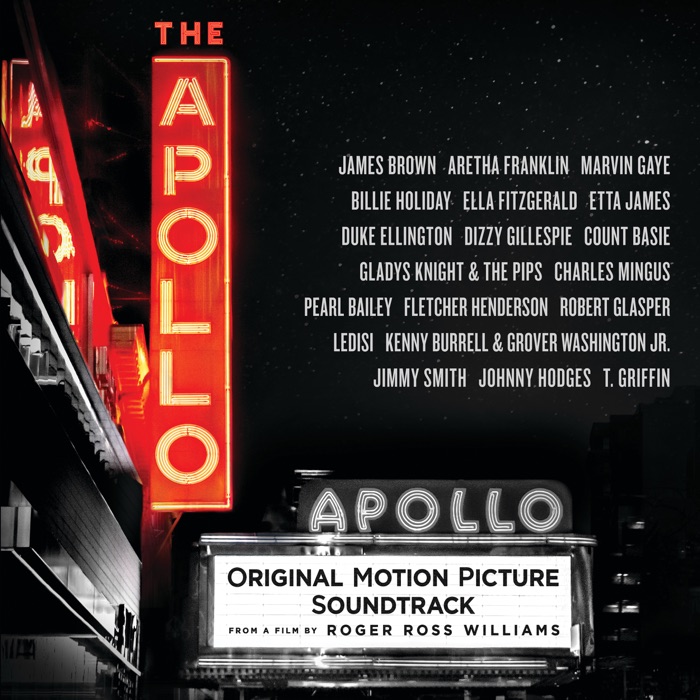 THE
APOLLO
JAMES BROWN ARETHA FRANKLIN MARVIN GAYE
BILLIE HOLIDAY ELLA FITZGERALD ETTA JAMES
DUKE ELLINGTON DIZZY GILLESPIE COUNT BASIE
GLADYS KNIGHT & THE PIPS CHARLES MINGUS
PEARL BAILEY FLETCHER HENDERSON ROBERT GLASPER
LEDISI KENNY BURRELL & GROVER WASHINGTON JR.
JIMMY SMITH JOHNNY HODGES T. GRIFFIN
APOLLO
ORIGINAL MOTION PICTURE
SOUNDTRACK
FROM A FILM BY ROGER ROSS WILLIAMS